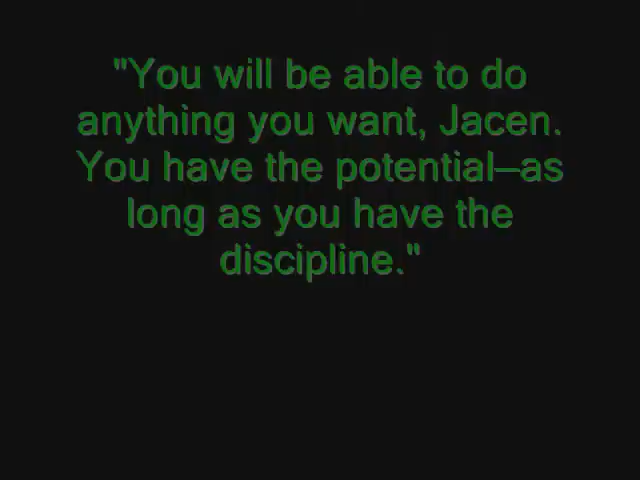 "You will be able to do
anything you want, Jacen.
You have the potential—as
long as you have the
discipline."